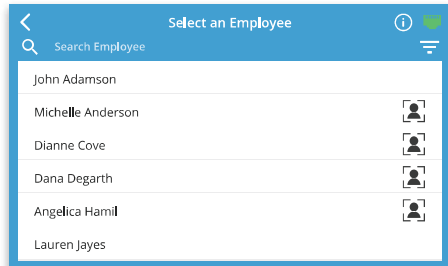 Select an Employee
Search Employee
John Adamson
Michelle Anderson
Dianne Cove
Dana Degarth
Angelica Hamil
Lauren Jayes